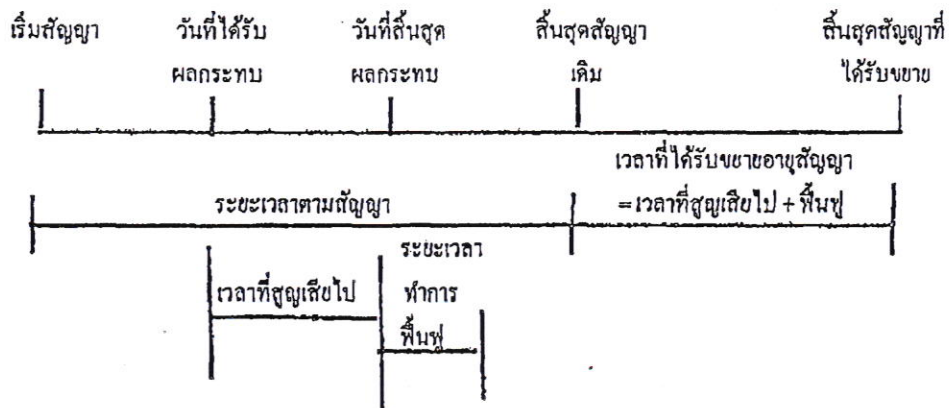 เริ่มสัญญา วันที่ได้รับ วันที่สิ้นสุด สิ้นสุดสัญญา สิ้นสุดสัญญาที่
ผลกระทบ ผลกระทบ เดิม ได้รับขยาย
เวลาที่ได้รับขยายอายุสัญญา
ระยะเวลาตามสัญญา =เวลาที่สูญเสียไป + ฟื้นฟู
ระยะเวลา
เวลาที่สูญเสียไป ทำการ
ฟื้นฟู